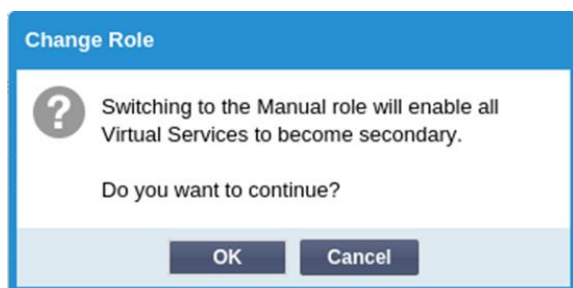 Change Role
Switching to the Manual role will enable all
Virtual Services to become secondary.
Do you want to continue?
OK
Cancel